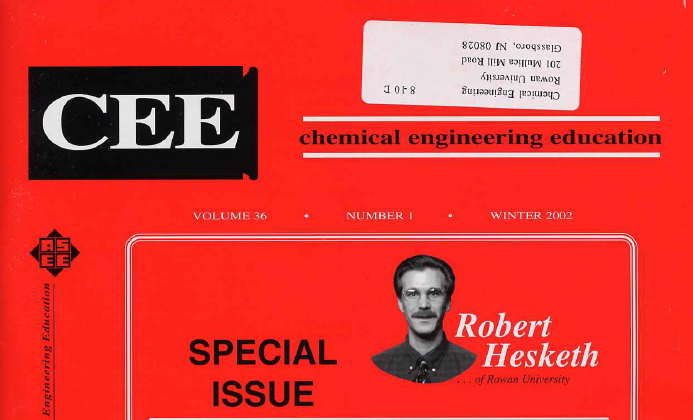 Chemical Engineering
Rowan University
201 Mullica Hill Road
Glassboro, NJ 08028
CEE
chemical engineering education
VOLUME 36 • NUMBER 1 • WINTER 2002
ASEE
Engineering Education
Robert
Hesketh
. . . of Rowan University
SPECIAL
ISSUE